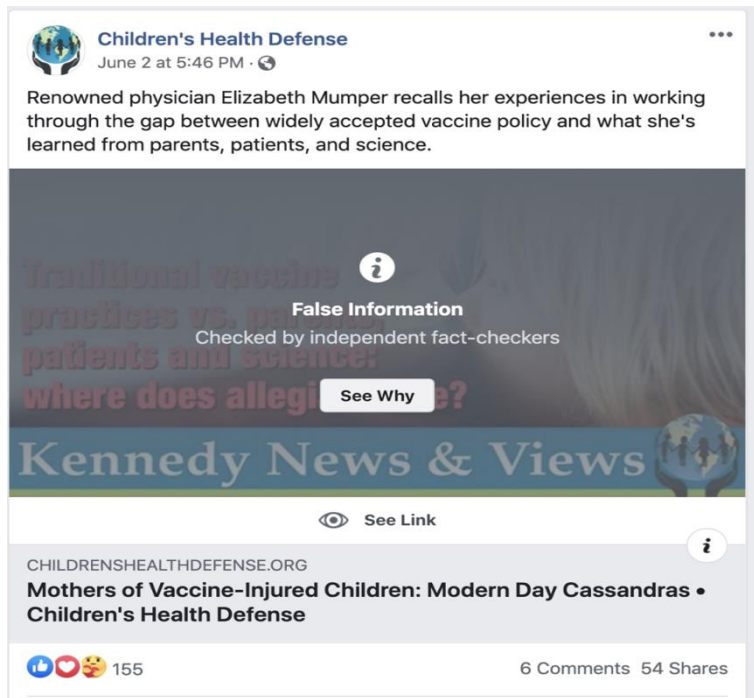 Children's Health Defense
June 2 at 5:46 PM ·
Renowned physician Elizabeth Mumper recalls her experiences in working
through the gap between widely accepted vaccine policy and what she's
learned from parents, patients, and science.
Traditional vaccine
practices vs. parents,
patients and science:
where does allegi e?
False Information
Checked by independent fact-checkers
See Why
Kennedy News & Views
See Link
CHILDRENSHEALTHDEFENSE.ORG
Mothers of Vaccine-Injured Children: Modern Day Cassandras •
Children's Health Defense
155
6 Comments 54 Shares